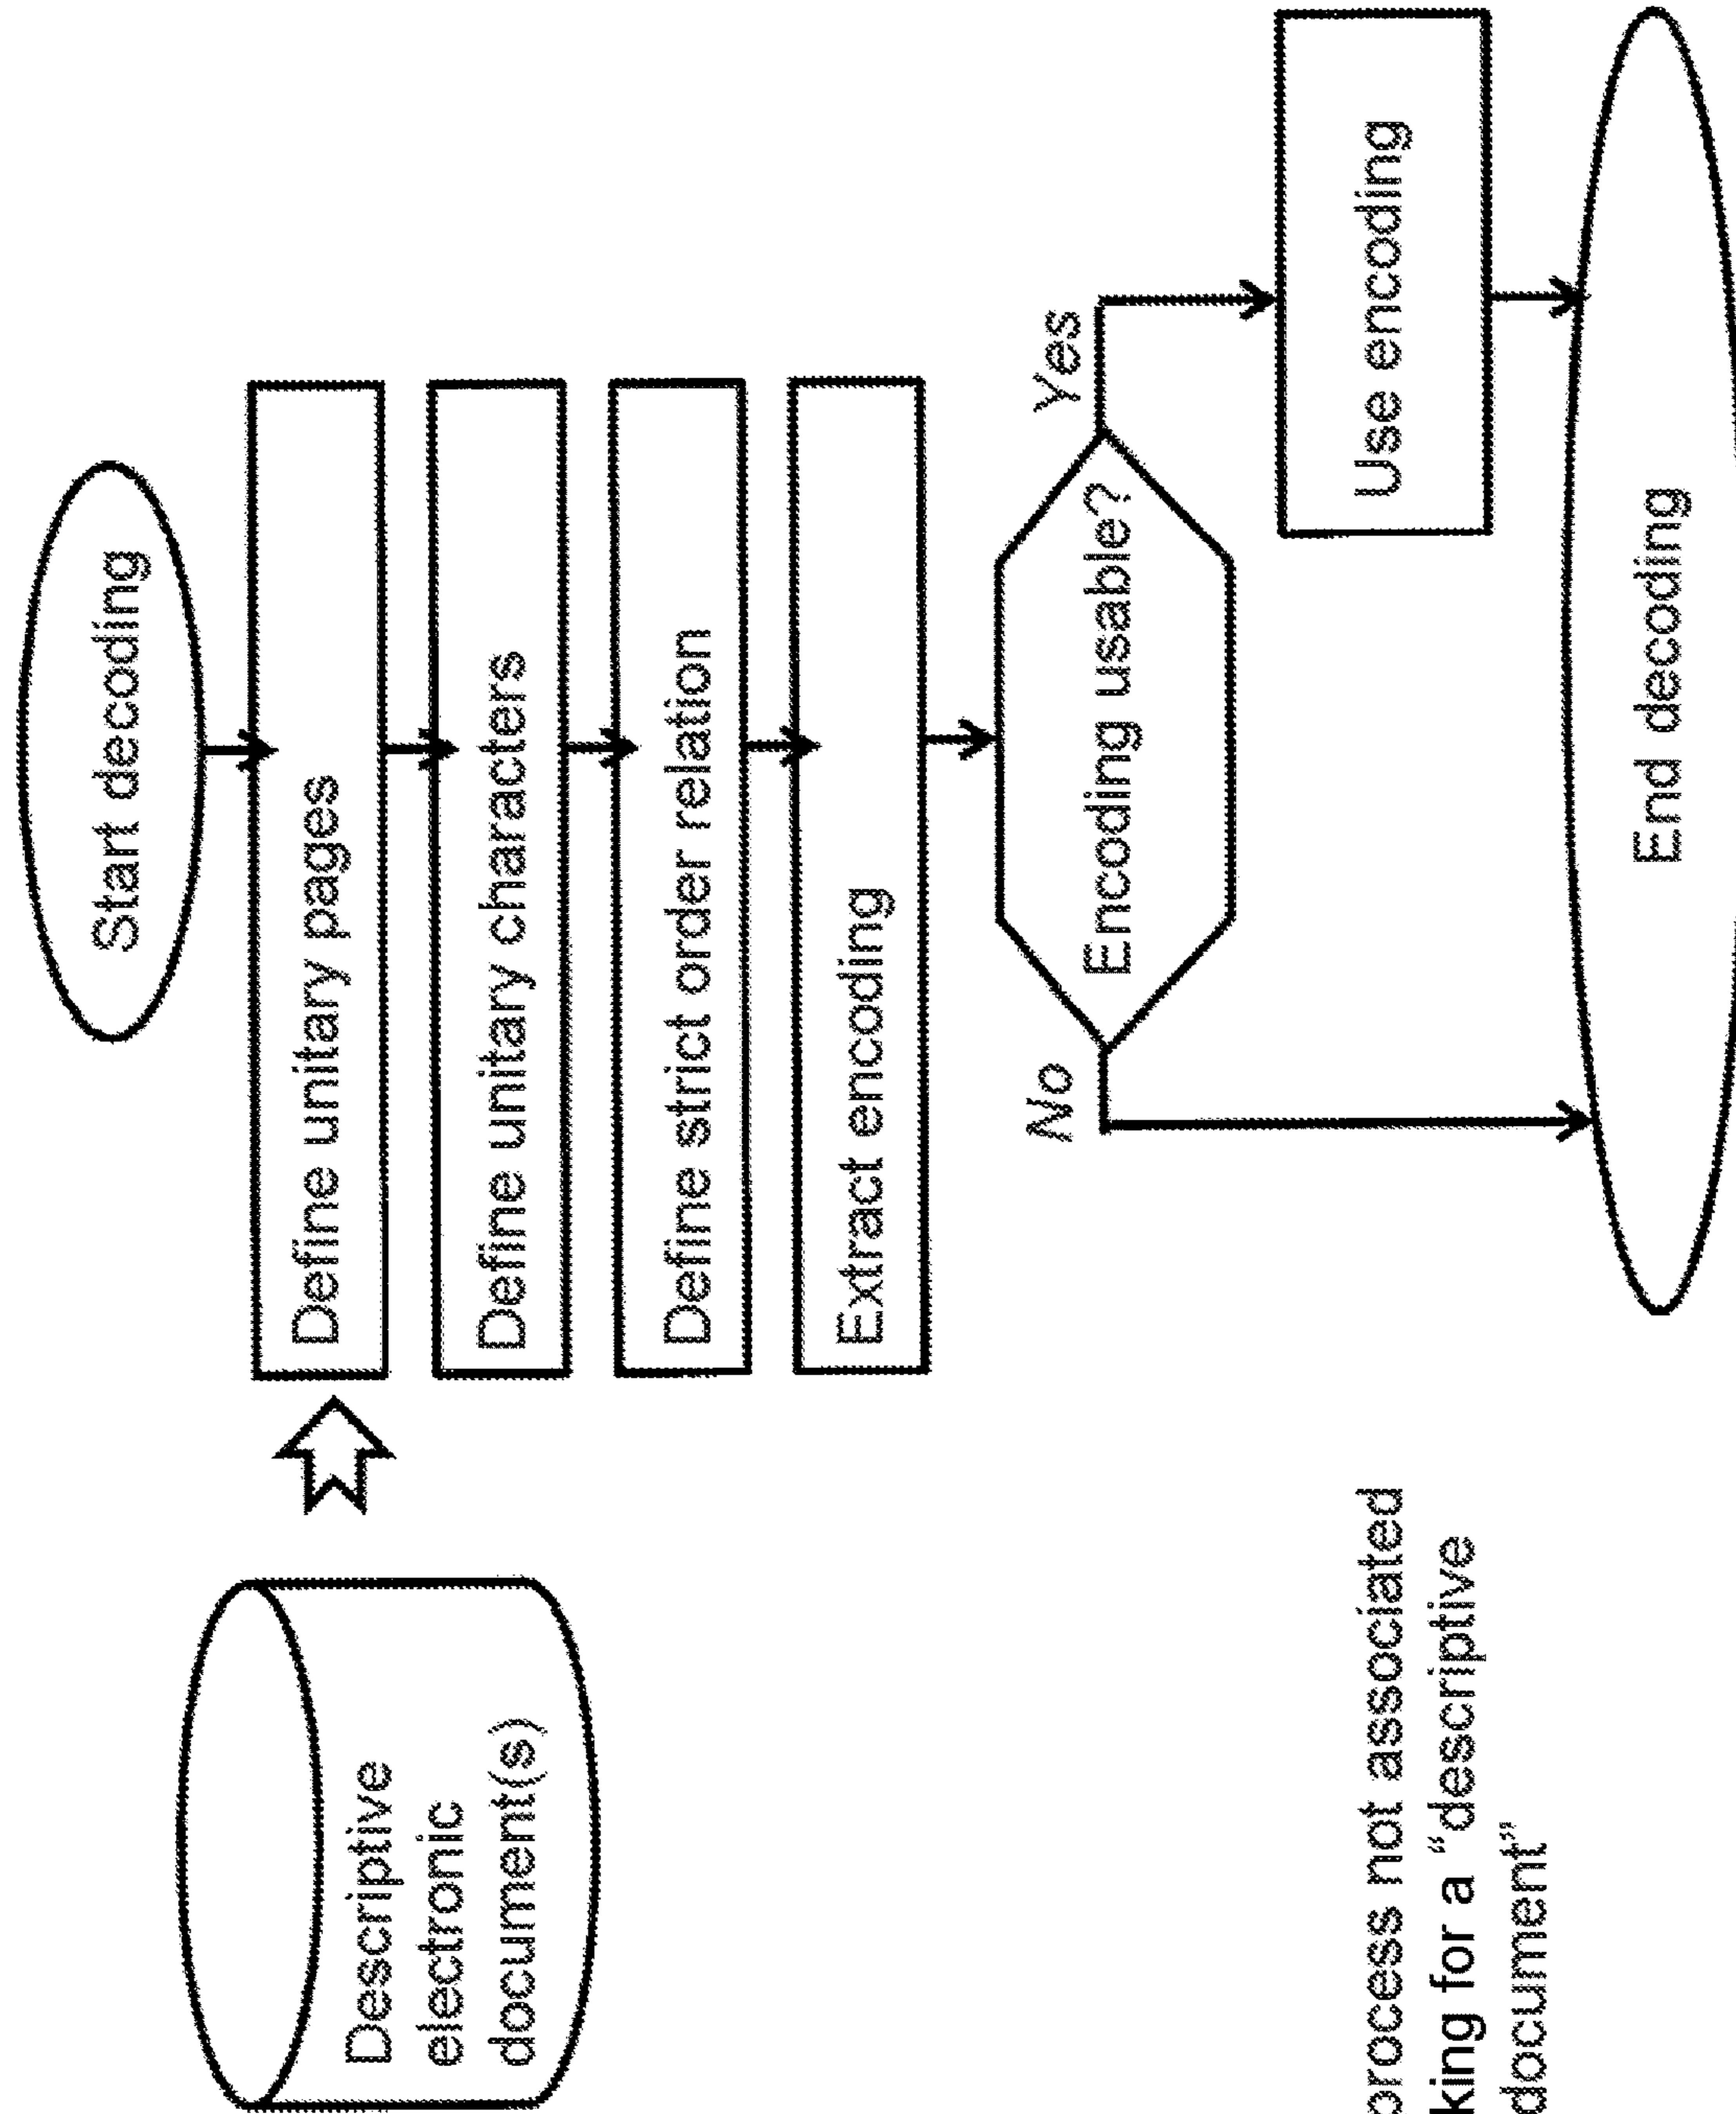 Start decoding
Descriptive
electronic
document(s)
Define unitary pages
Define unitary characters
Define strict order relation
Extract encoding
Encoding usable?
No
Yes
Use encoding
End decoding
process not associated
king for a “descriptive
document”